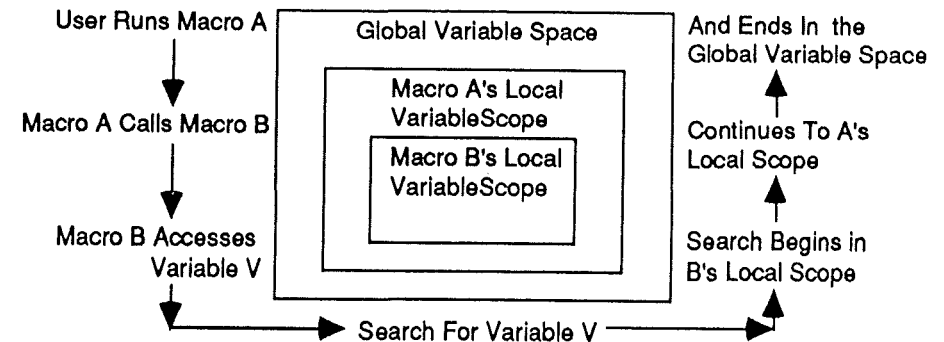 User Runs Macro A
Macro A Calls Macro B
Macro B Accesses
Variable V
Global Variable Space
Macro A's Local
VariableScope
Macro B's Local
VariableScope
Search For Variable V
And Ends In the
Global Variable Space
Continues To A's
Local Scope
Search Begins in
B's Local Scope